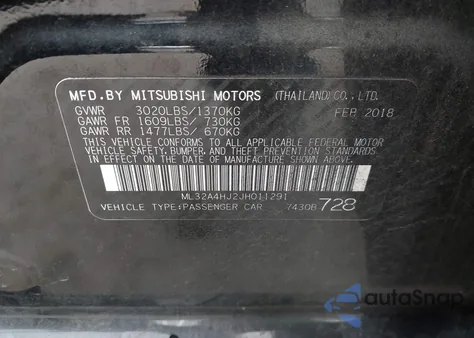 MFD. BY MITSUBISHI MOTORS (THAILAND) CO., LTD.
GVWR 3020LBS/1370KG FEB 2018
GAWR FR 1609LBS/ 730KG
GAWR RR 1477LBS/ 670KG
THIS VEHICLE CONFORMS TO ALL APPLICABLE FEDERAL MOTOR
VEHICLE SAFETY, BUMPER, AND THEFT PREVENTION STANDARDS
IN EFFECT ON THE DATE OF MANUFACTURE SHOWN ABOVE.
ML32A4HJ2JH011291
VEHICLE TYPE:PASSENGER CAR 7430B 728
autoSnap